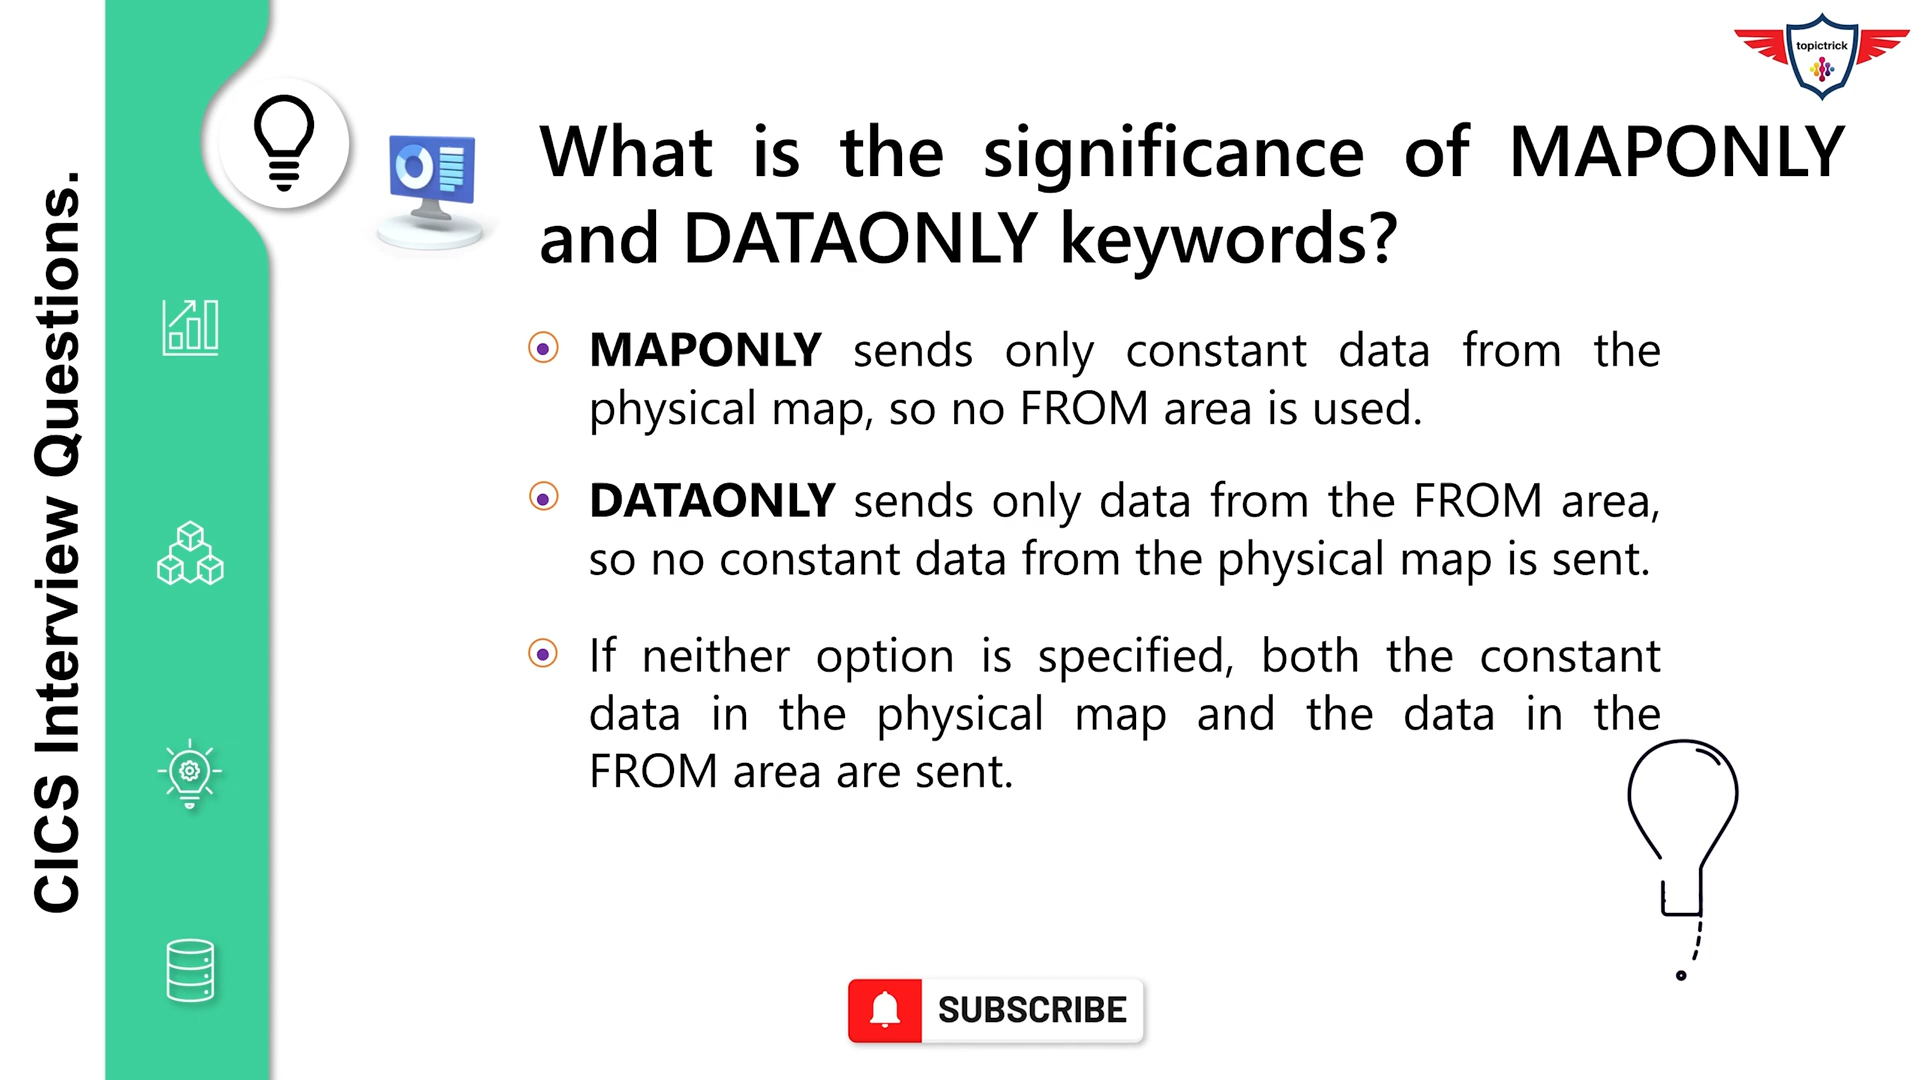 CICS Interview Questions.
topictrick
What is the significance of MAPONLY
and DATAONLY keywords?
MAPONLY sends only constant data from the
physical map, so no FROM area is used.
DATAONLY sends only data from the FROM area,
so no constant data from the physical map is sent.
If neither option is specified, both the constant
data in the physical map and the data in the
FROM area are sent.
SUBSCRIBE